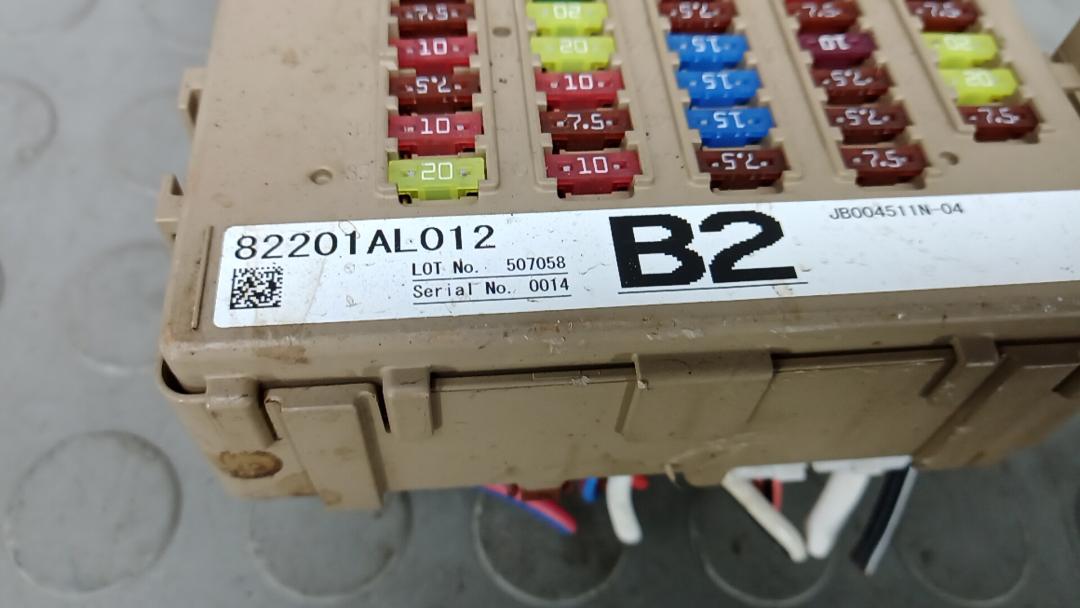 7.5 20 7.5 7.5 7.5
10 20 15 10 20
7.5 10 15 7.5 20
10 7.5 15 7.5 7.5
20 10 7.5 7.5
82201AL012
LOT No. 507058
Serial No. 0014
B2
JB004511N-04